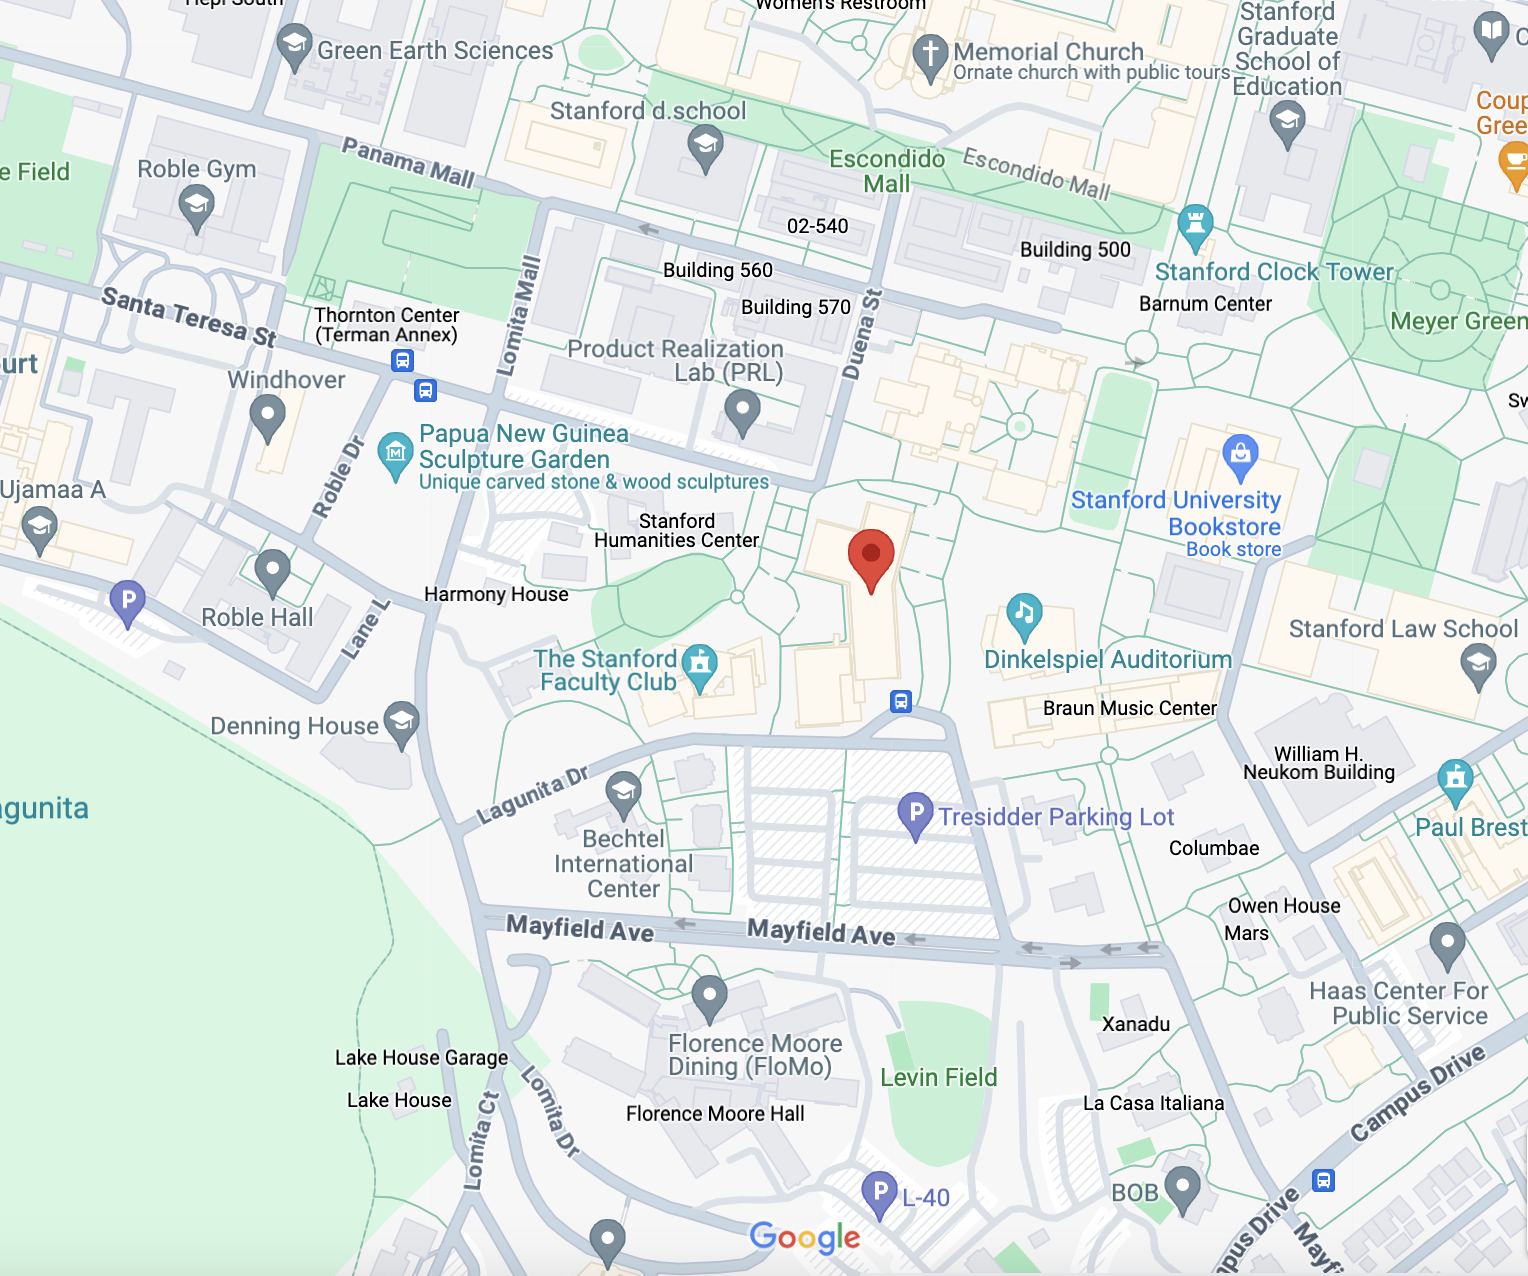 Women's Restroom
Green Earth Sciences
Memorial Church
Ornate church with public tours
Stanford
Graduate
School of
Education
Stanford d.school
Panama Mall
Escondido
Mall
Escondido Mall
Roble Gym
e Field
02-540
Building 500
Building 560
Building 570
Stanford Clock Tower
Barnum Center
Meyer Green
Santa Teresa St
Thornton Center
(Terman Annex)
Lomita Mall
Duena St
Product Realization
Lab (PRL)
urt
Windhover
Papua New Guinea
Sculpture Garden
Unique carved stone & wood sculptures
Roble Dr
Ujamaa A
Stanford
Humanities Center
Stanford University
Bookstore
Book store
Harmony House
P
Roble Hall
Lane L
Stanford Law School
The Stanford
Faculty Club
Dinkelspiel Auditorium
Braun Music Center
Denning House
William H.
Neukom Building
Lagunita Dr
agunita
Bechtel
International
Center
P
Tresidder Parking Lot
Paul Brest
Columbae
Owen House
Mars
Mayfield Ave
Mayfield Ave
Haas Center For
Public Service
Xanadu
Lake House Garage
Lake House
Florence Moore
Dining (FloMo)
Levin Field
Florence Moore Hall
La Casa Italiana
Campus Drive
Lomita Dr
Lomita Ct
P
L-40
BOB
mpus Drive
Mayfi
Google